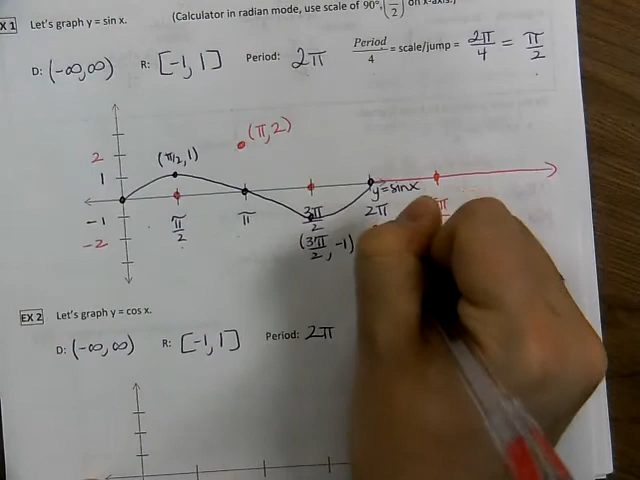 EX 1 Let's graph y = sin x. (Calculator in radian mode, use scale of 90°, (π/2) on x-axis.)
D: (-∞,∞) R: [-1, 1] Period: 2π Period/4 = scale/jump = 2π/4 = π/2
(π,2)
2 (π/2,1)
1
y=sinx
-1 π/2 π 3π/2 2π
-2 (3π/2, -1)
EX 2 Let's graph y = cos x.
D: (-∞,∞) R: [-1,1] Period: 2π